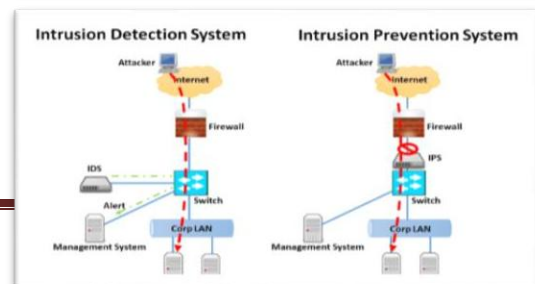 Intrusion Detection System
Attacker
Internet
Firewall
IDS
Switch
Alert
Corp LAN
Management System
Intrusion Prevention System
Attacker
Internet
Firewall
IPS
Switch
Corp LAN
Management System